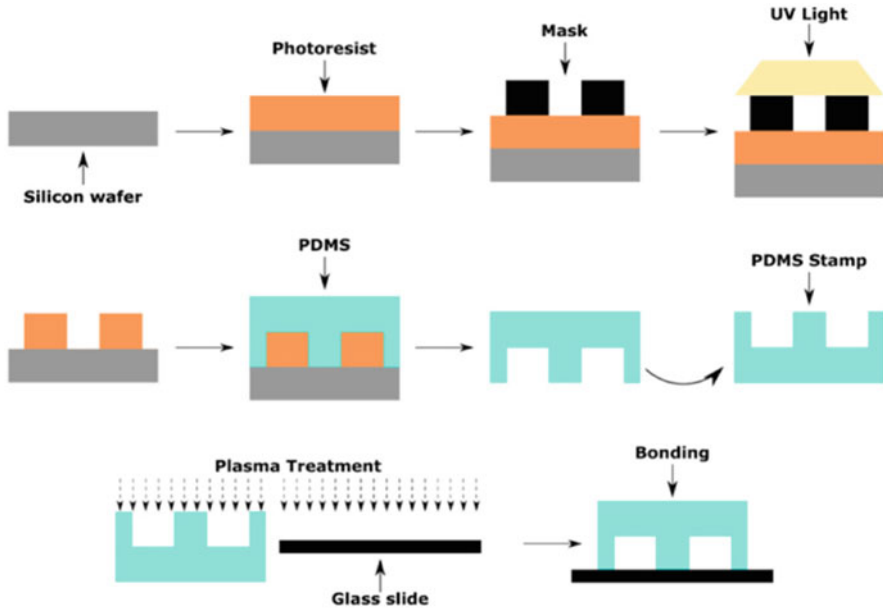 UV Light
Mask
Photoresist
Silicon wafer
PDMS
PDMS Stamp
Plasma Treatment
Bonding
Glass slide